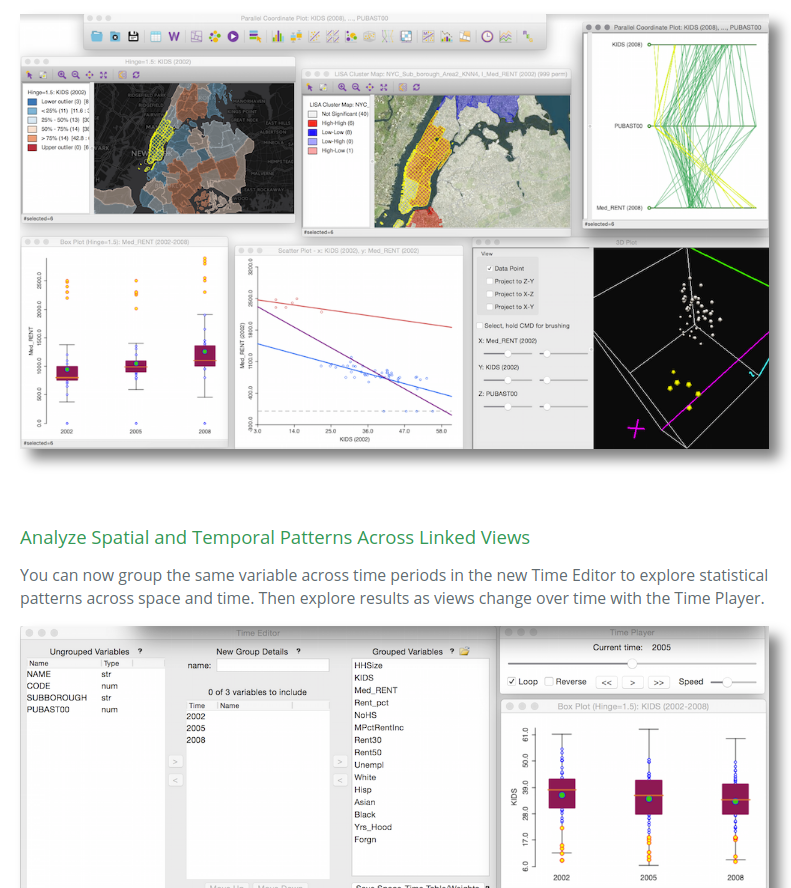 Parallel Coordinate Plot: KIDS (2008), ..., PUBAST00
W
Hinge=1.5: KIDS (2002)
Hinge=1.5: KIDS (2002)
Lower outlier (3) [8
< 25% (11) [11.6 :
25% - 50% (13) [30
50% - 75% (14) [3(
> 75% (14) [42.8 :
Upper outlier (0) [
#selected=6
LISA Cluster Map: NYC_Sub_borough_Area2_KNN4, I_Med_RENT (2002) (999 perm)
LISA Cluster Map: NYC_
Not Significant (40)
High-High (6)
Low-Low (8)
Low-High (0)
High-Low (1)
#selected=6
Parallel Coordinate Plot: KIDS (2008), ..., PUBAST00
KIDS (2008)
PUBAST00
Med_RENT (2008)
#selected=6
Box Plot (Hinge=1.5): Med_RENT (2002-2008)
Med_RENT
2500.0
2000.0
1500.0
1000.0
500.0
0.0
2002
2005
2008
#selected=6
Scatter Plot - x: KIDS (2002), y: Med_RENT (2002)
Med_RENT (2002)
3.0
14.0
25.0
36.0
47.0
58.0
KIDS (2002)
3D Plot
View
Data Point
Project to Z-Y
Project to X-Z
Project to X-Y
Select, hold CMD for brushing
X: Med_RENT (2002)
Y: KIDS (2002)
Z: PUBAST00
Analyze Spatial and Temporal Patterns Across Linked Views
You can now group the same variable across time periods in the new Time Editor to explore statistical
patterns across space and time. Then explore results as views change over time with the Time Player.
Time Editor
Ungrouped Variables ?
Name Type
NAME str
CODE num
SUBBOROUGH str
PUBAST00 num
New Group Details ?
name:
0 of 3 variables to include
Time Name
2002
2005
2008
>
<
>
<
Move Up Move Down
Grouped Variables ?
HHSize
KIDS
Med_RENT
Rent_pct
NoHS
MPctRentInc
Rent30
Rent50
Unempl
White
Hisp
Asian
Black
Yrs_Hood
Forgn
Save Space-Time Table/Weights ?
Time Player
Current time: 2005
Loop Reverse << > >> Speed
Box Plot (Hinge=1.5): KIDS (2002-2008)
KIDS
61.0
50.0
39.0
28.0
17.0
6.0
2002
2005
2008